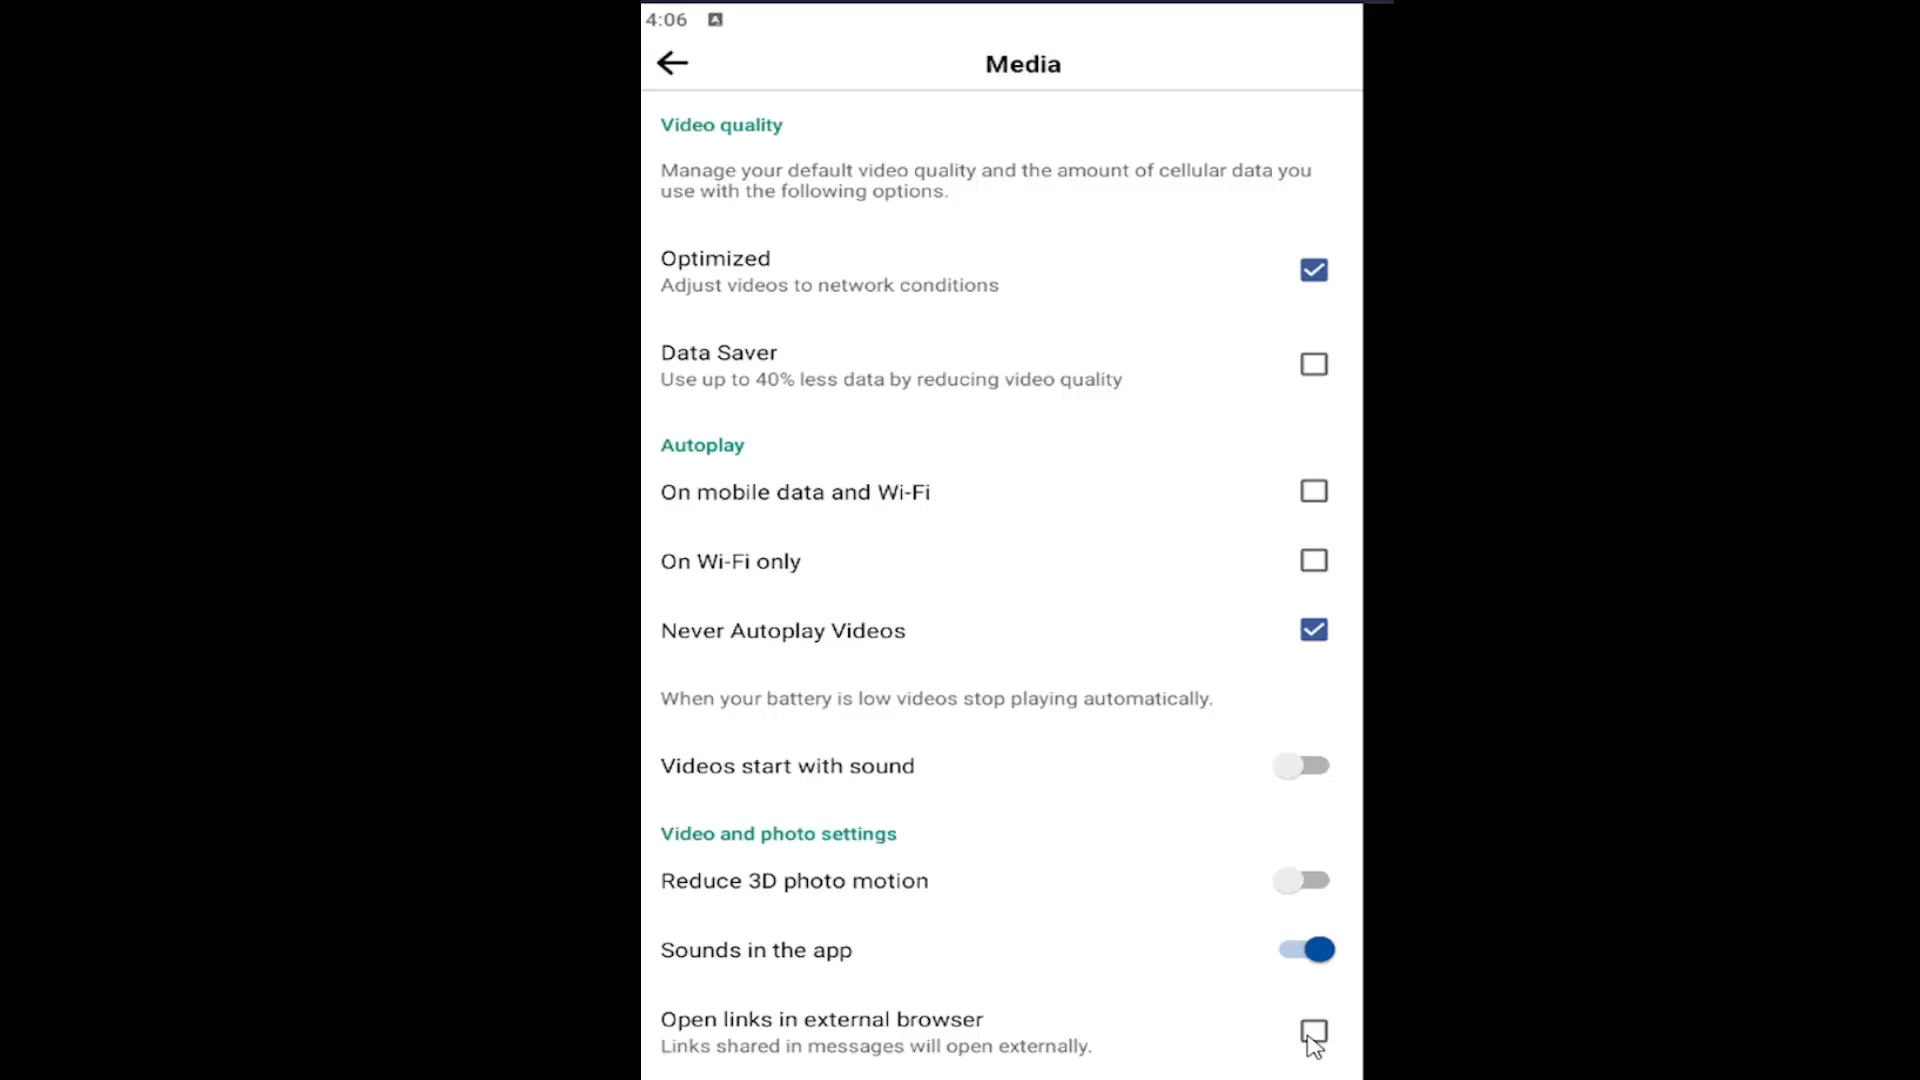 4:06
Media
Video quality
Manage your default video quality and the amount of cellular data you
use with the following options.
Optimized
Adjust videos to network conditions
Data Saver
Use up to 40% less data by reducing video quality
Autoplay
On mobile data and Wi-Fi
On Wi-Fi only
Never Autoplay Videos
When your battery is low videos stop playing automatically.
Videos start with sound
Video and photo settings
Reduce 3D photo motion
Sounds in the app
Open links in external browser
Links shared in messages will open externally.